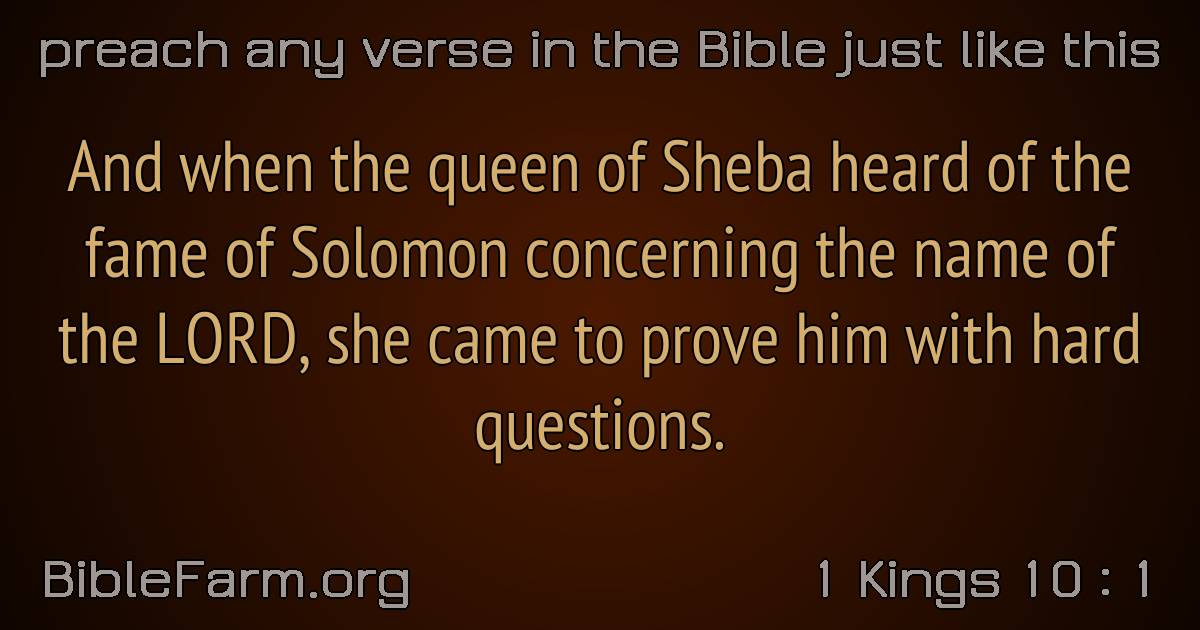 preach any verse in the Bible just like this
And when the queen of Sheba heard of the
fame of Solomon concerning the name of
the LORD, she came to prove him with hard
questions.
BibleFarm.org
1 Kings 10 : 1